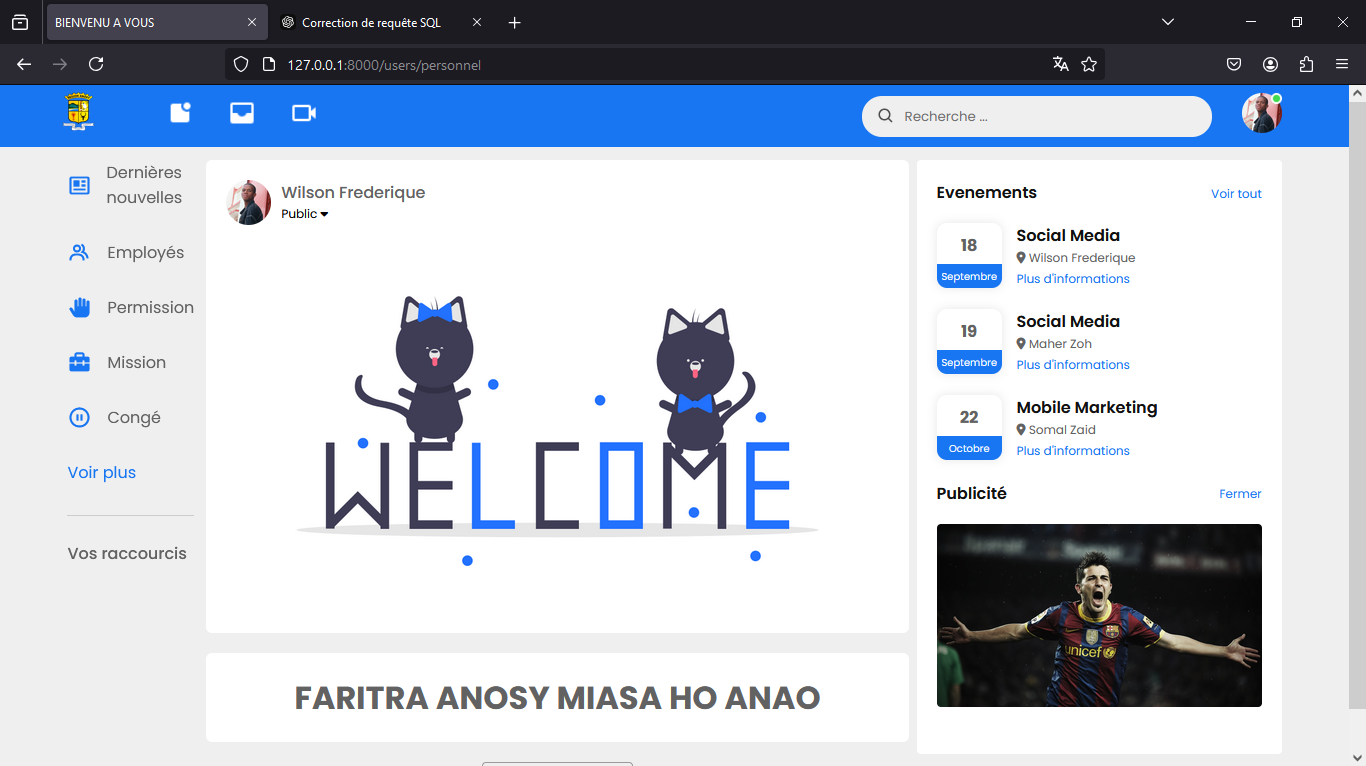 BIENVENU A VOUS
Correction de requête SQL
127.0.0.1:8000/users/personnel
Recherche ...
Dernières
nouvelles
Employés
Permission
Mission
Congé
Voir plus
Vos raccourcis
Wilson Frederique
Public
WELCOME
FARITRA ANOSY MIASA HO ANAO
Evenements
Voir tout
18
Septembre
Social Media
Wilson Frederique
Plus d'informations
19
Septembre
Social Media
Maher Zoh
Plus d'informations
22
Octobre
Mobile Marketing
Somal Zaid
Plus d'informations
Publicité
Fermer
unicef